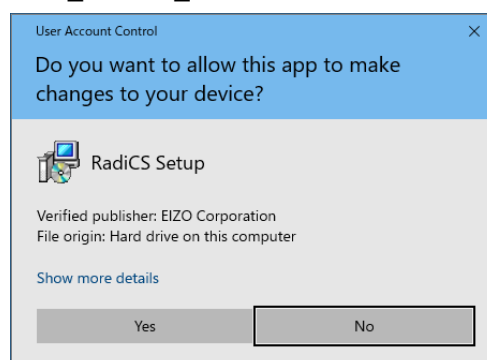 User Account Control
Do you want to allow this app to make
changes to your device?
RadiCS Setup
Verified publisher: EIZO Corporation
File origin: Hard drive on this computer
Show more details
Yes
No